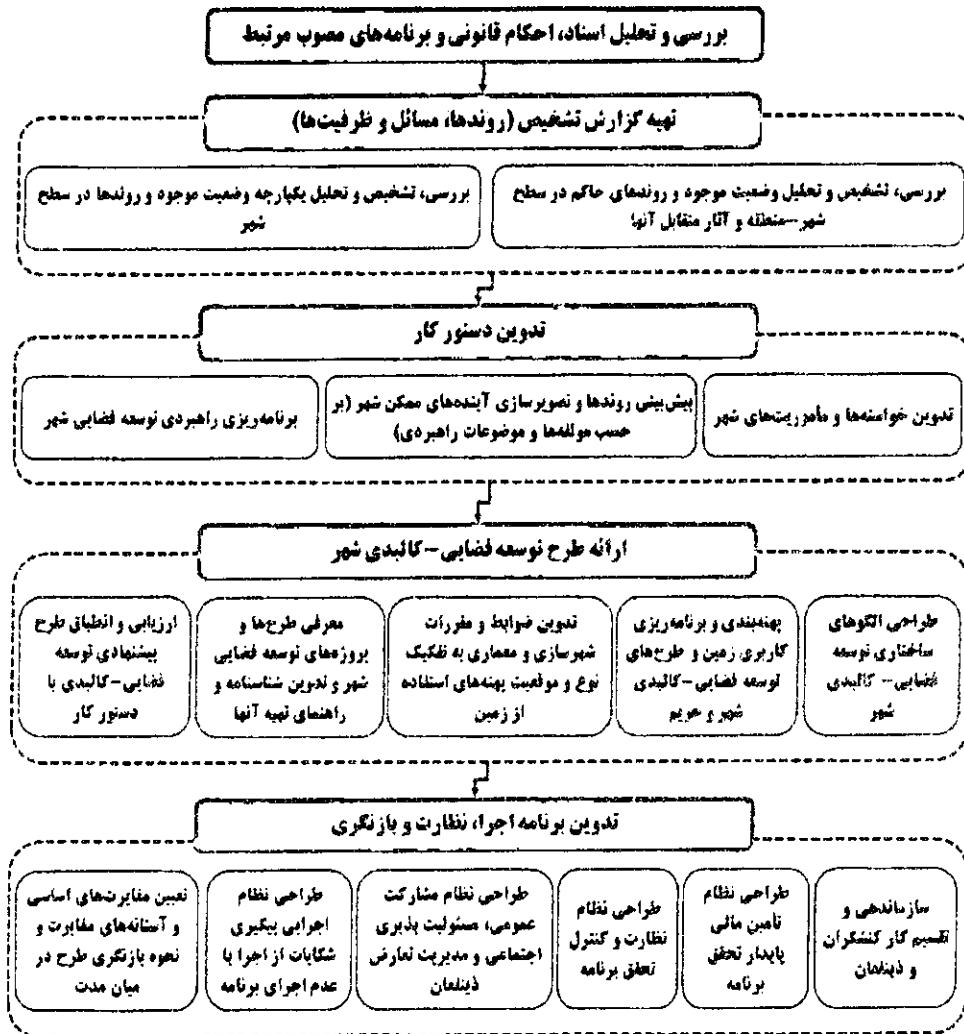 بررسی و تحلیل اسناد، احکام قانونی و برنامه‌های مصوب مرتبط
تهیه گزارش تشخیص (روندها، مسائل و ظرفیت‌ها)
بررسی، تشخیص و تحلیل وضعیت موجود و روندهای حاکم در سطح
شهر-منطقه و آثار متقابل آنها
بررسی، تشخیص و تحلیل یکپارچه وضعیت موجود و روندها در سطح
شهر
تدوین دستور کار
تدوین خواسته‌ها و مأموریت‌های شهر
پیش‌بینی روندها و تصویرسازی آینده‌های ممکن شهر (بر
حسب مولفه‌ها و موضوعات راهبردی)
برنامه‌ریزی راهبردی توسعه فضایی شهر
ارائه طرح توسعه فضایی-کالبدی شهر
طراحی الگوهای
ساختاری توسعه
فضایی- کالبدی
شهر
پهنه‌بندی و برنامه‌ریزی
کاربری زمین و طرح‌های
توسعه فضایی-کالبدی
شهر و حریم
تدوین ضوابط و مقررات
شهرسازی و معماری به تفکیک
نوع و موقعیت پهنه‌های استفاده
از زمین
معرفی طرح‌ها و
پروژه‌های توسعه فضایی
شهر و تدوین شناسنامه و
راهنمای تهیه آنها
ارزیابی و انطباق طرح
پیشنهادی توسعه
فضایی-کالبدی با
دستور کار
تدوین برنامه اجرا، نظارت و بازنگری
سازماندهی و
تقسیم کار کنشگران
و ذینفعان
طراحی نظام
تامین مالی
پایدار تحقق
برنامه
طراحی نظام
نظارت و کنترل
تحقق برنامه
طراحی نظام مشارکت
عمومی، مسئولیت پذیری
اجتماعی و مدیریت تعارض
ذینفعان
طراحی نظام
اجرایی پیگیری
شکایات از اجرا یا
عدم اجرای برنامه
تعیین مغایرت‌های اساسی
و آستانه‌های مغایرت و
نحوه بازنگری طرح در
میان مدت